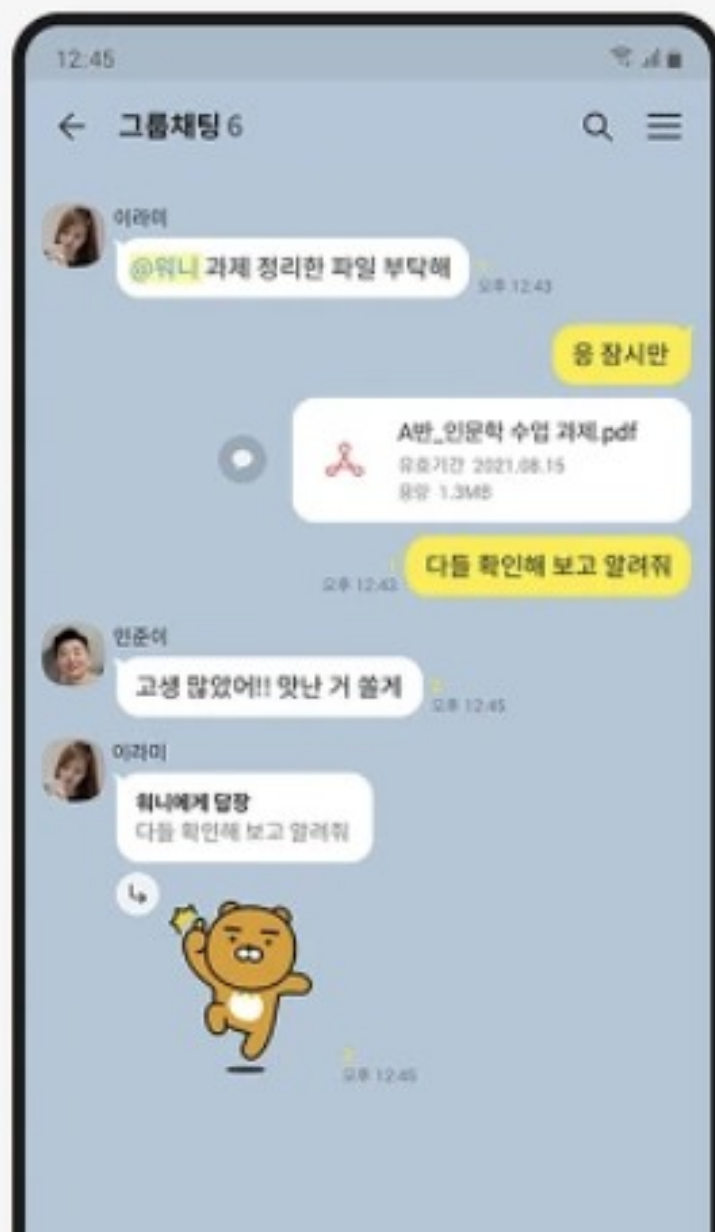 12:45
그룹채팅 6
이라미
@워니 과제 정리한 파일 부탁해
오후 12:43
응 잠시만
A반_인문학 수업 과제.pdf
유효기간 2021.08.15
용량 1.3MB
다들 확인해 보고 알려줘
오후 12:43
민준이
고생 많았어!! 맛난 거 쏠게
2
오후 12:45
이라미
워니에게 답장
다들 확인해 보고 알려줘
2
오후 12:45